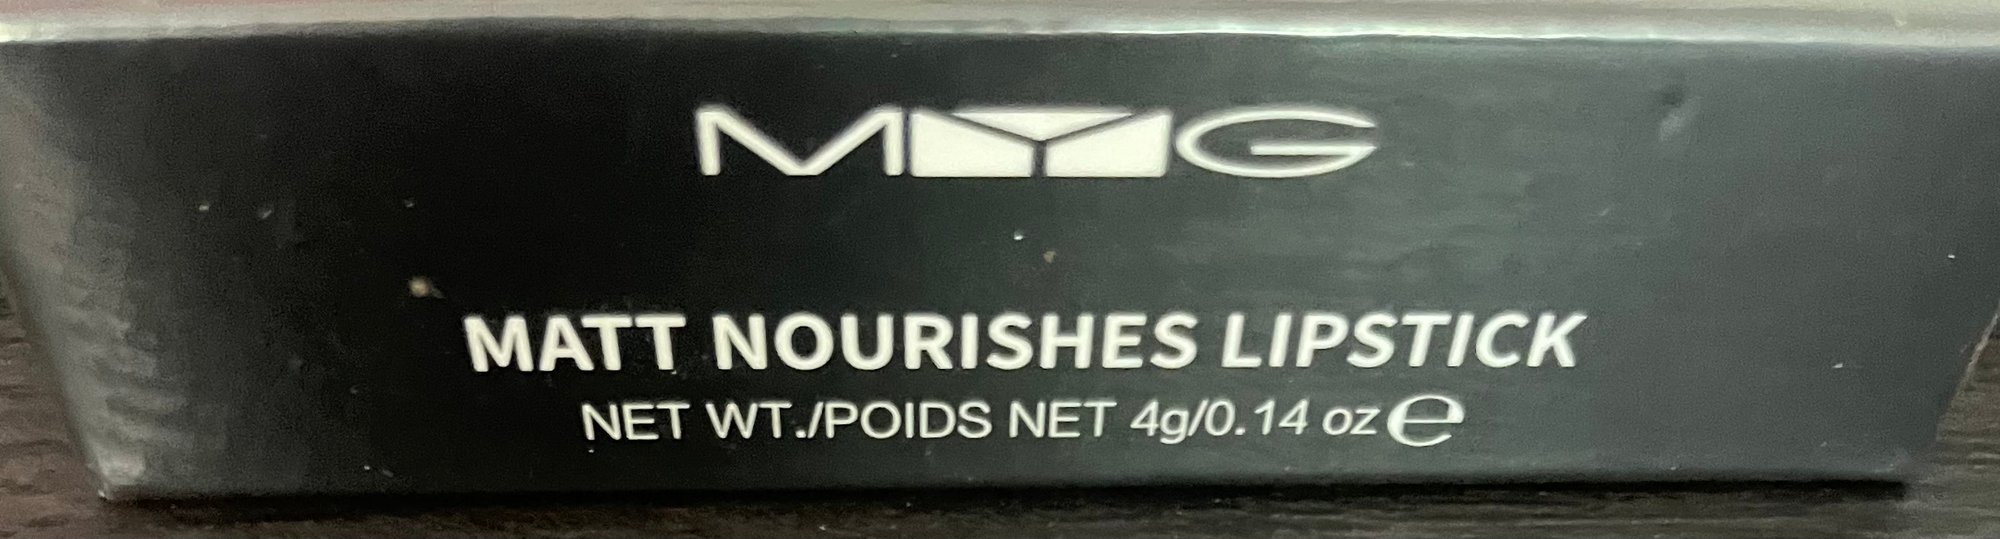 MYG
MATT NOURISHES LIPSTICK
NET WT./POIDS NET 4g/0.14 oz ℮